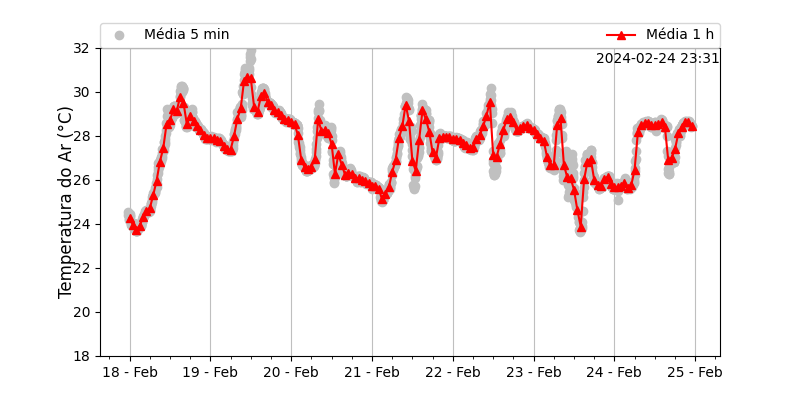 Média 5 min
Média 1 h
2024-02-24 23:31
Temperatura do Ar (°C)
32
30
28
26
24
22
20
18
18 - Feb
19 - Feb
20 - Feb
21 - Feb
22 - Feb
23 - Feb
24 - Feb
25 - Feb